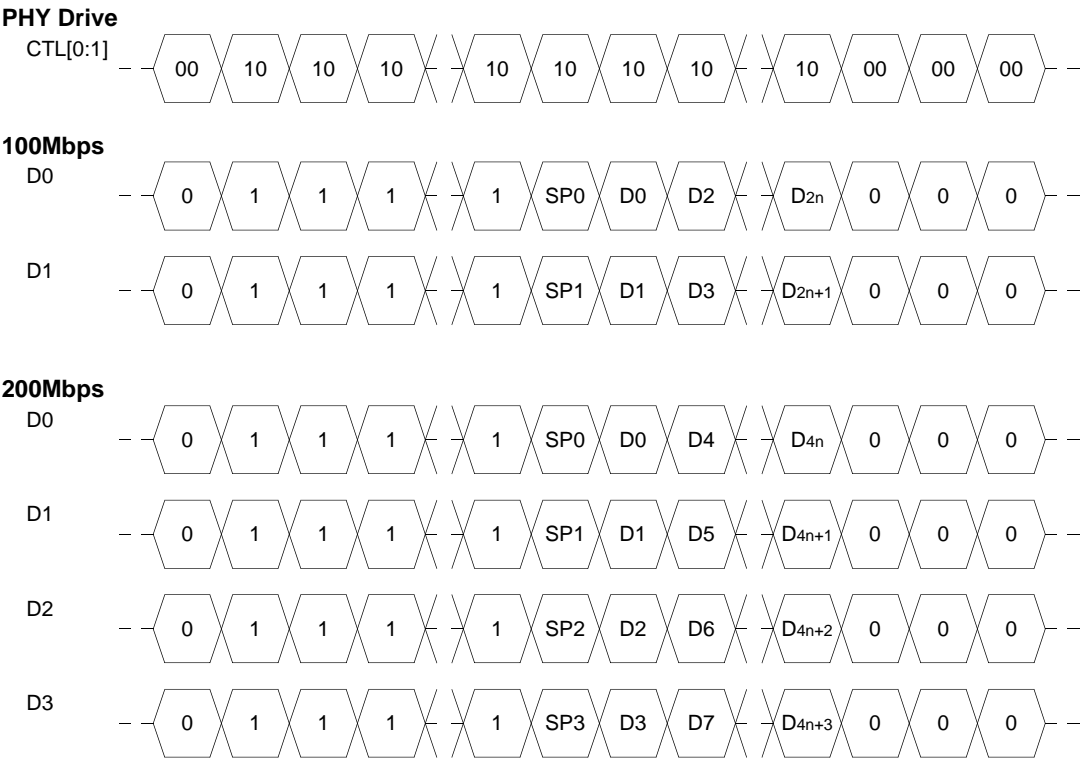 PHY Drive
CTL[0:1]
00 10 10 10 10 10 10 10 10 00 00 00
100Mbps
D0
0 1 1 1 1 SP0 D0 D2 D2n 0 0 0
D1
0 1 1 1 1 SP1 D1 D3 D2n+1 0 0 0
200Mbps
D0
0 1 1 1 1 SP0 D0 D4 D4n 0 0 0
D1
0 1 1 1 1 SP1 D1 D5 D4n+1 0 0 0
D2
0 1 1 1 1 SP2 D2 D6 D4n+2 0 0 0
D3
0 1 1 1 1 SP3 D3 D7 D4n+3 0 0 0